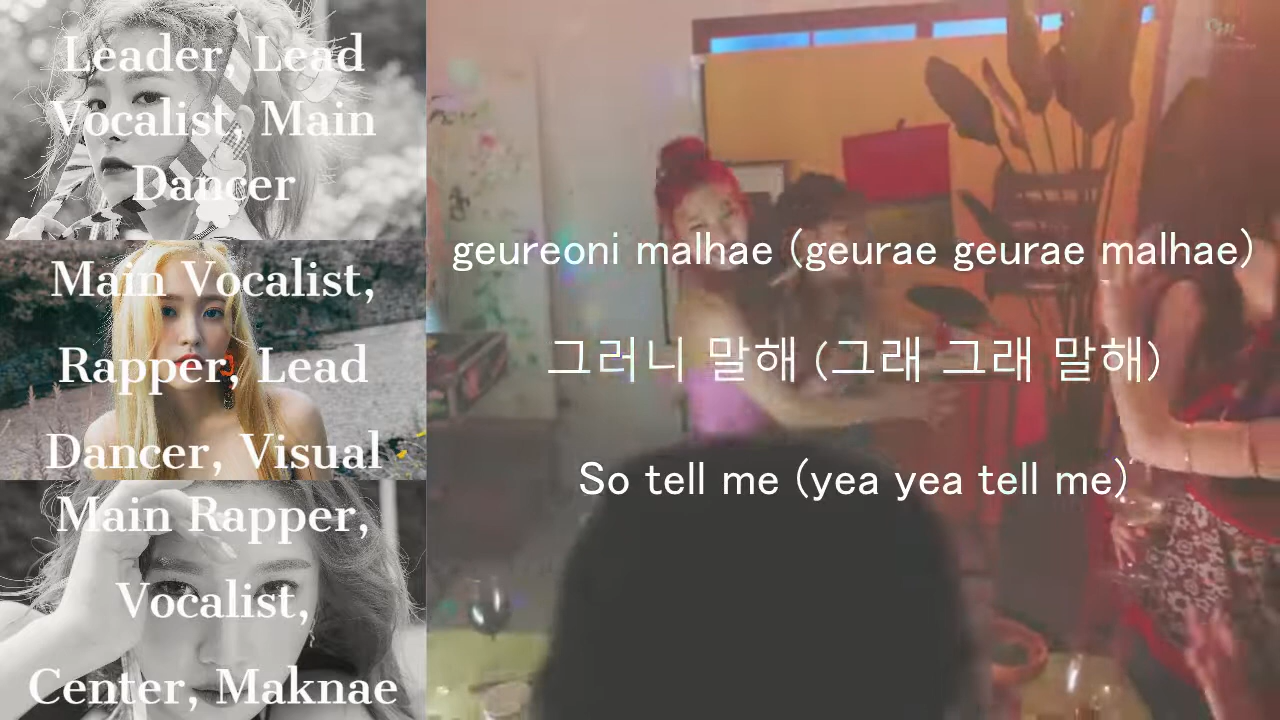 Leader, Lead
Vocalist, Main
Dancer
Main Vocalist,
Rapper, Lead
Dancer, Visual
Main Rapper,
Vocalist,
Center, Maknae
geureoni malhae (geurae geurae malhae)
그러니 말해 (그래 그래 말해)
So tell me (yea yea tell me)